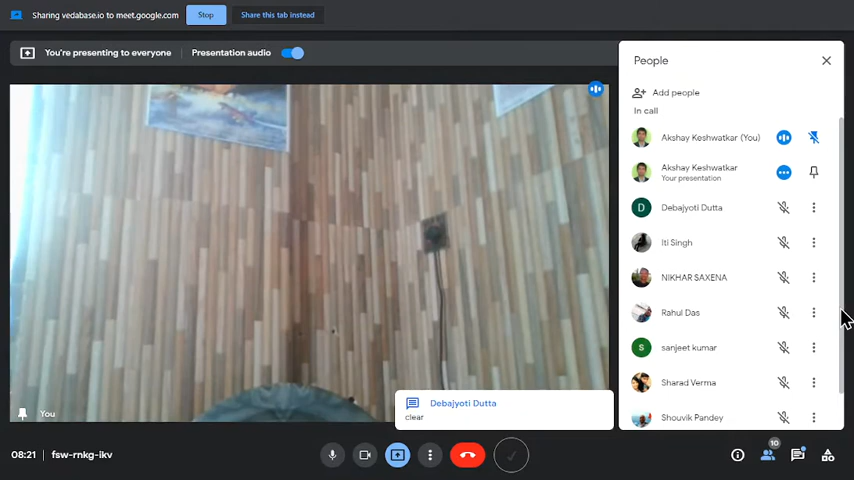 Sharing vedabase.io to meet.google.com
Stop
Share this tab instead
You're presenting to everyone
Presentation audio
People
Add people
In call
Akshay Keshwatkar (You)
Akshay Keshwatkar
Your presentation
D
Debajyoti Dutta
Iti Singh
NIKHAR SAXENA
Rahul Das
s
sanjeet kumar
Sharad Verma
Shouvik Pandey
You
Debajyoti Dutta
clear
08:21
fsw-rnkg-ikv
10